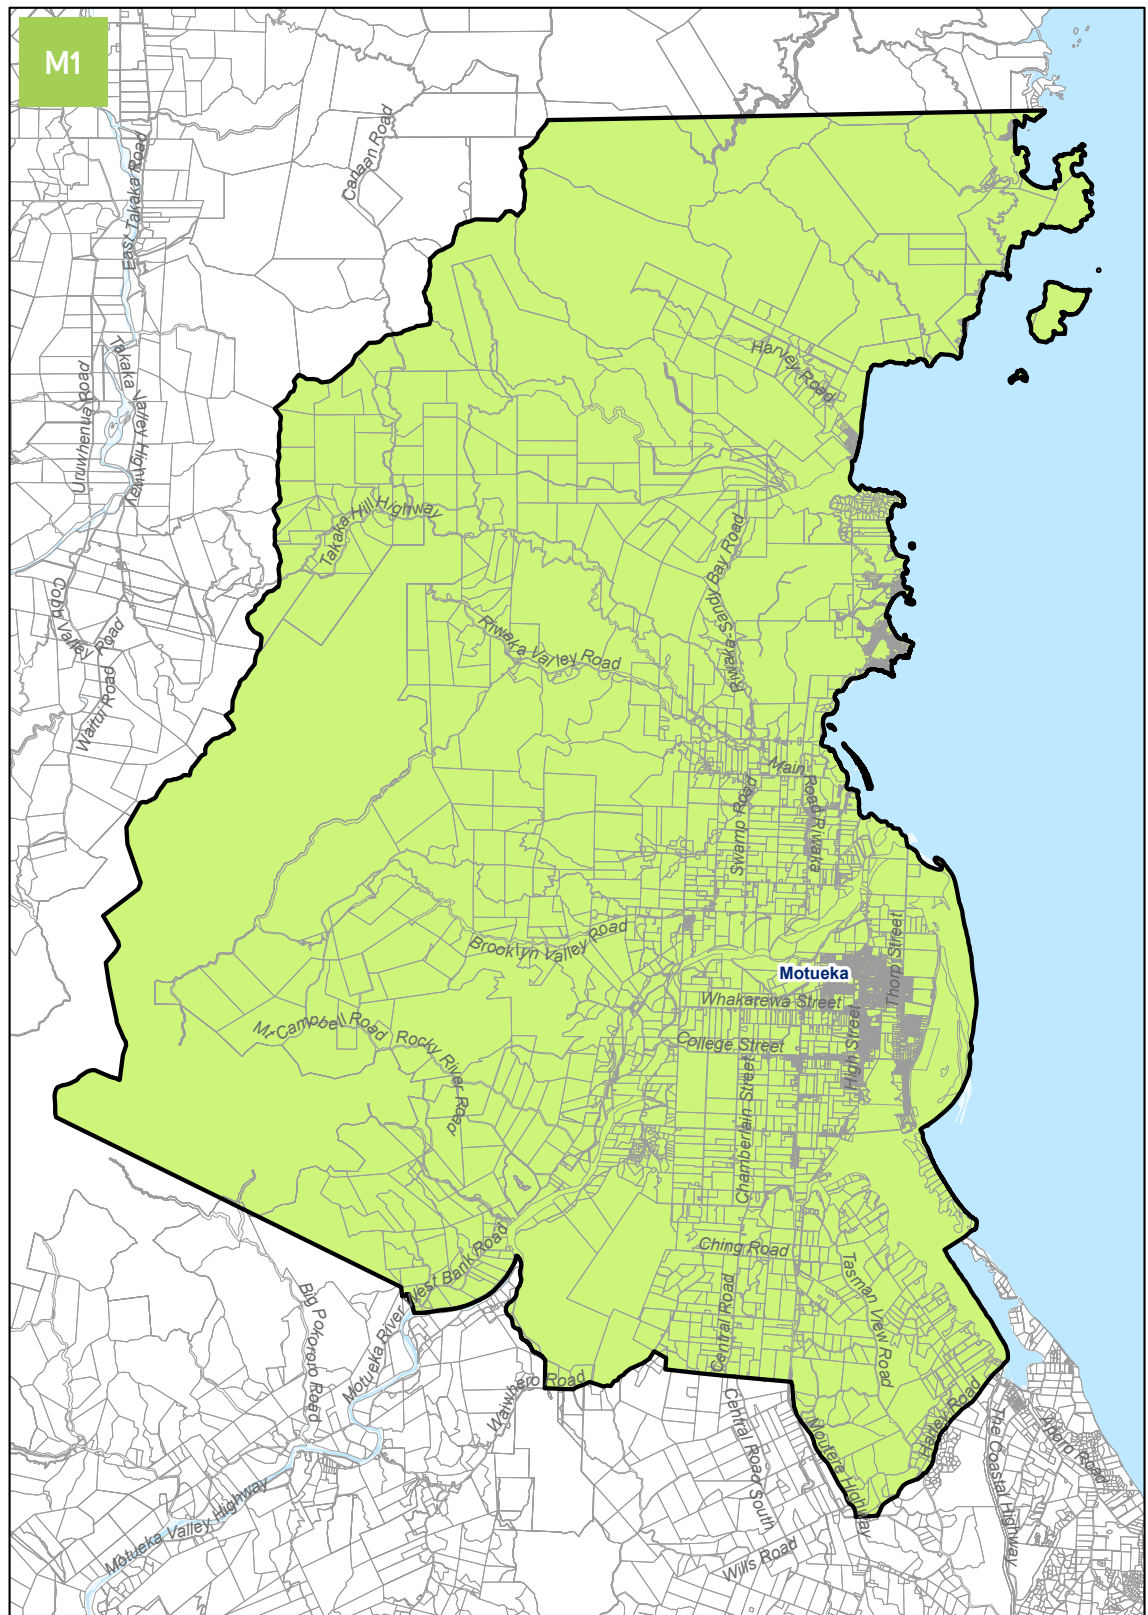 M1
Canaan Road
East Takaka Road
Takaka Valley Highway
Uruwhenua Road
Harley Road
Takaka Hill Highway
Riwaka-Sandy Bay Road
Cobb Valley Road
Riwaka Valley Road
Waitui Road
Main Road Riwaka
Swamp Road
Brooklyn Valley Road
Thorp Street
Motueka
Whakarewa Street
McCampbell Road
Rocky River Road
College Street
High Street
Chamberlain Street
Ching Road
Motueka River West Bank Road
Tasman View Road
Big Pokororo Road
Central Road
Waiwhero Road
Harley Road
Central Road South
Moutere Highway
The Coastal Highway
Aporo Road
Motueka Valley Highway
Wills Road